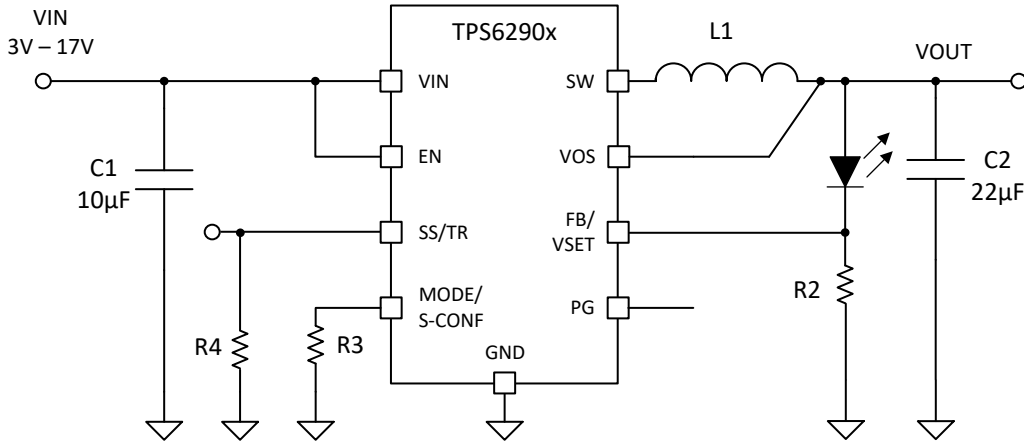 VIN
3V – 17V
TPS6290x
L1
VOUT
VIN
SW
EN
VOS
C1
10µF
C2
22µF
SS/TR
FB/
VSET
MODE/
S-CONF
PG
R2
R4
R3
GND